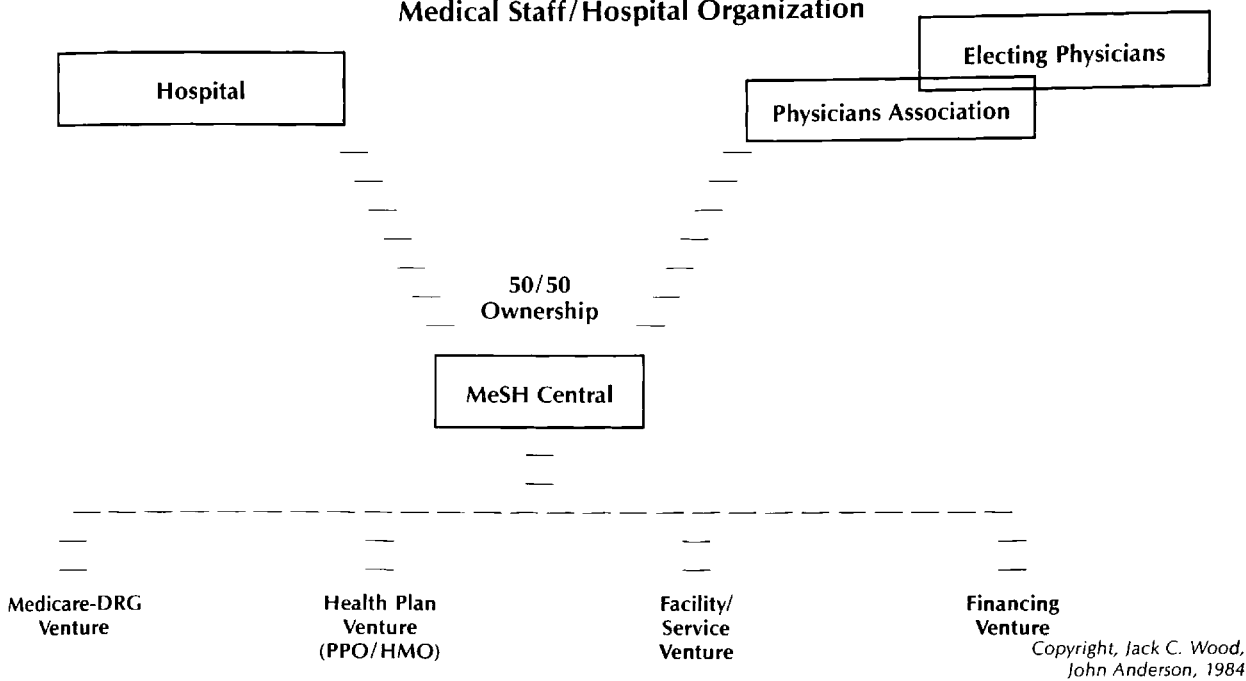 Medical Staff/Hospital Organization
Hospital
Electing Physicians
Physicians Association
50/50
Ownership
MeSH Central
Medicare-DRG
Venture
Health Plan
Venture
(PPO/HMO)
Facility/
Service
Venture
Financing
Venture
Copyright, Jack C. Wood,
John Anderson, 1984